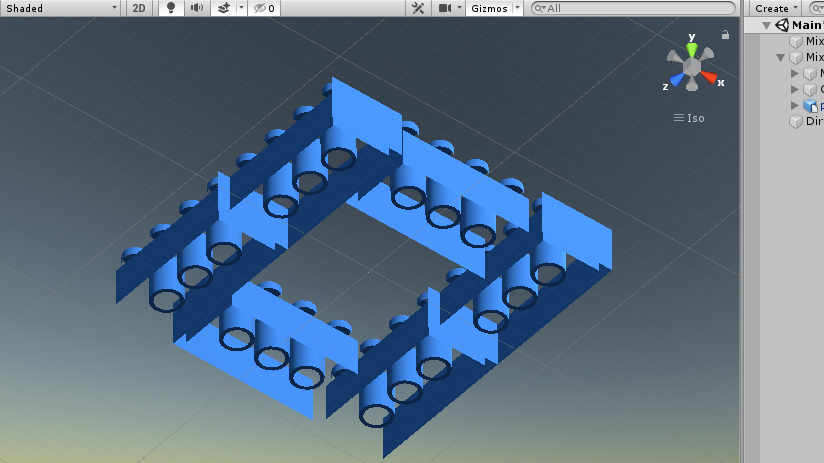 Shaded 2D 0 Gizmos All
Create
Main
Mix
Mix
y
x
z
Iso
Dir